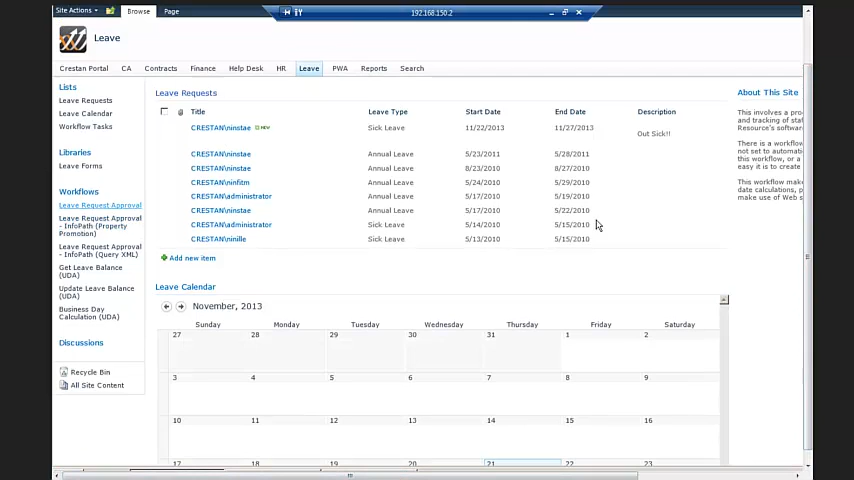 Site Actions
Browse
Page
192.168.150.2
Leave
Crestan Portal
CA
Contracts
Finance
Help Desk
HR
Leave
PWA
Reports
Search
Lists
Leave Requests
Leave Calendar
Workflow Tasks
Libraries
Leave Forms
Workflows
Leave Request Approval
Leave Request Approval
- InfoPath (Property
Promotion)
Leave Request Approval
- InfoPath (Query XML)
Get Leave Balance
(UDA)
Update Leave Balance
(UDA)
Business Day
Calculation (UDA)
Discussions
Recycle Bin
All Site Content
Leave Requests
Title Leave Type Start Date End Date Description
CRESTAN\ninstae NEW Sick Leave 11/22/2013 11/27/2013 Out Sick!!
CRESTAN\ninstae Annual Leave 5/23/2011 5/28/2011
CRESTAN\ninstae Annual Leave 8/23/2010 8/27/2010
CRESTAN\ninfitm Annual Leave 5/24/2010 5/29/2010
CRESTAN\administrator Annual Leave 5/17/2010 5/19/2010
CRESTAN\ninstae Annual Leave 5/17/2010 5/22/2010
CRESTAN\administrator Sick Leave 5/14/2010 5/15/2010
CRESTAN\ninille Sick Leave 5/13/2010 5/15/2010
Add new item
Leave Calendar
November, 2013
Sunday Monday Tuesday Wednesday Thursday Friday Saturday
27 28 29 30 31 1 2
3 4 5 6 7 8 9
10 11 12 13 14 15 16
17 18 19 20 21 22 23
About This Site
This involves a pro
and tracking of sta
Resource's softwar
There is a workflow
not set to automati
this workflow, or a
easy it is to create
This workflow make
date calculations, p
make use of Web s